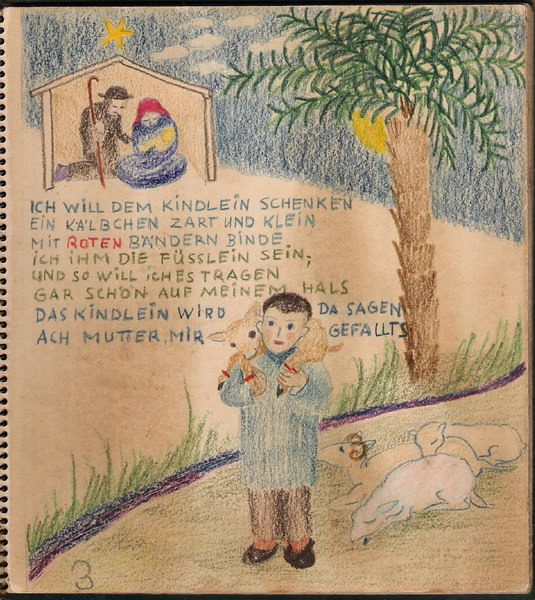 ICH WILL DEM KINDLEIN SCHENKEN
EIN KÄLBCHEN ZART UND KLEIN
MIT ROTEN BÄNDERN BINDE
ICH IHM DIE FÜSSLEIN SEIN;
UND SO WILL ICHES TRAGEN
GAR SCHÖN AUF MEINEM HALS
DAS KINDLEIN WIRD DA SAGEN
ACH MUTTER, MIR GEFALLTS
3